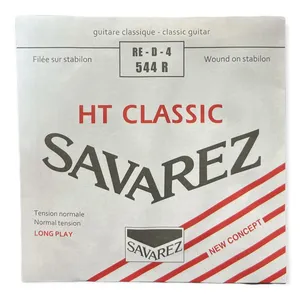 guitare classique - classic guitar
RE - D - 4
544 R
Filée sur stabilon
Wound on stabilon
HT CLASSIC
SAVAREZ
Tension normale
Normal tension
LONG PLAY
SAVAREZ
NEW CONCEPT